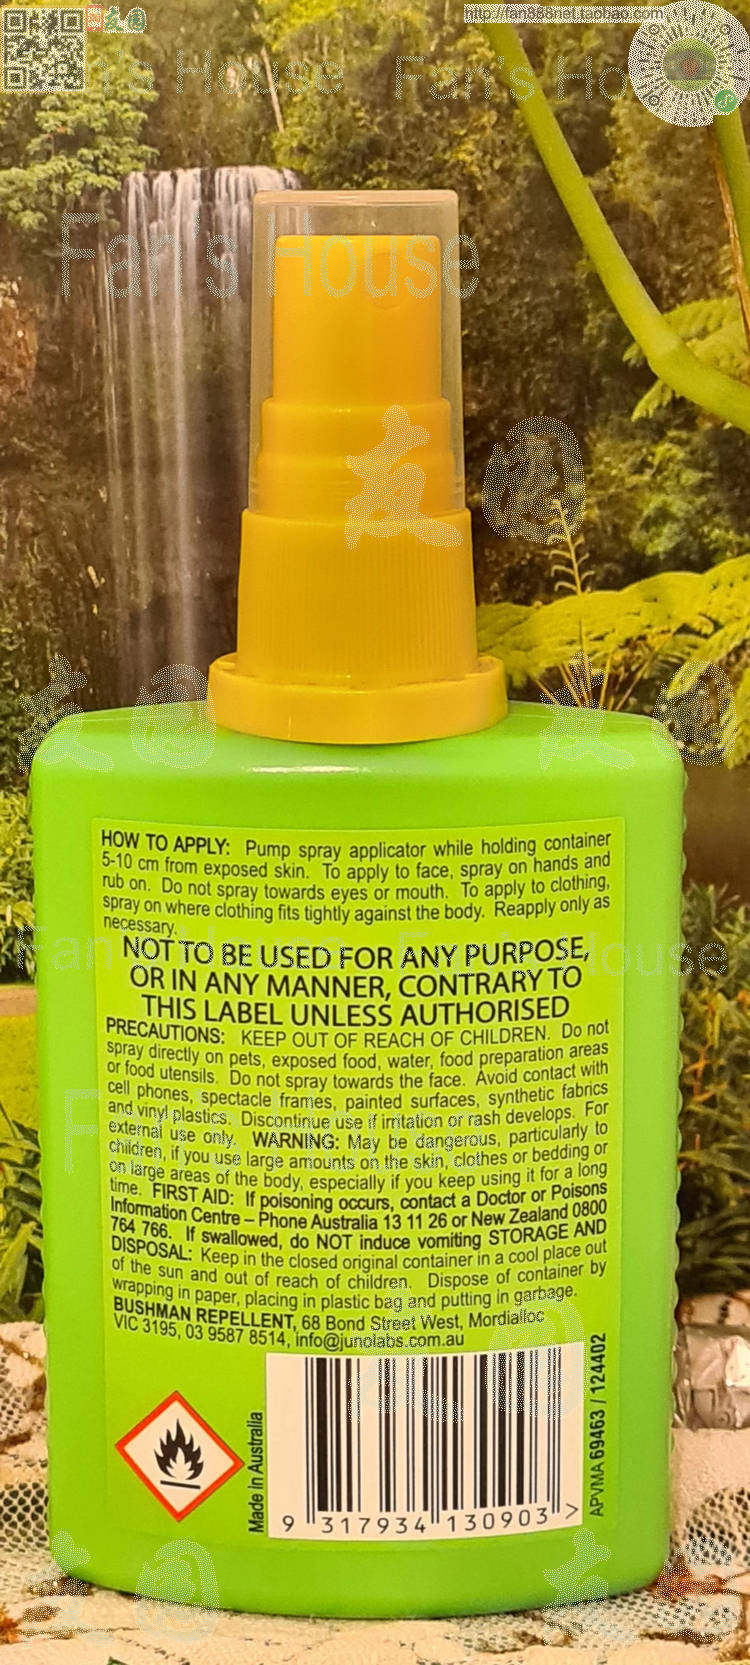 http://fan8868mel.taobao.com
Fan's House Fan's House
Fan's House
HOW TO APPLY: Pump spray applicator while holding container
5-10 cm from exposed skin. To apply to face, spray on hands and
rub on. Do not spray towards eyes or mouth. To apply to clothing,
spray on where clothing fits tightly against the body. Reapply only as
necessary.
Fan's House Fan's House
NOT TO BE USED FOR ANY PURPOSE,
OR IN ANY MANNER, CONTRARY TO
THIS LABEL UNLESS AUTHORISED
PRECAUTIONS: KEEP OUT OF REACH OF CHILDREN. Do not
spray directly on pets, exposed food, water, food preparation areas
or food utensils. Do not spray towards the face. Avoid contact with
cell phones, spectacle frames, painted surfaces, synthetic fabrics
and vinyl plastics. Discontinue use if irritation or rash develops. For
external use only. WARNING: May be dangerous, particularly to
children, if you use large amounts on the skin, clothes or bedding or
on large areas of the body, especially if you keep using it for a long
time. FIRST AID: If poisoning occurs, contact a Doctor or Poisons
Information Centre – Phone Australia 13 11 26 or New Zealand 0800
764 766. If swallowed, do NOT induce vomiting STORAGE AND
DISPOSAL: Keep in the closed original container in a cool place out
of the sun and out of reach of children. Dispose of container by
wrapping in paper, placing in plastic bag and putting in garbage.
BUSHMAN REPELLENT, 68 Bond Street West, Mordialloc
VIC 3195, 03 9587 8514, info@junolabs.com.au
Made in Australia
9 317934 130903 >
APVMA 69463 / 124402